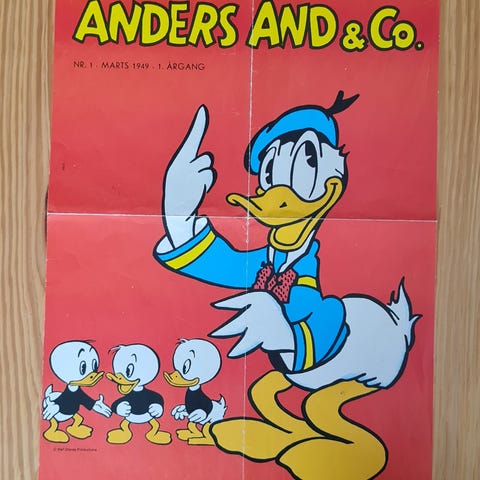 ANDERS AND & CO.
NR. 1 · MARTS 1949 · 1. ÅRGANG
© Walt Disney Productions